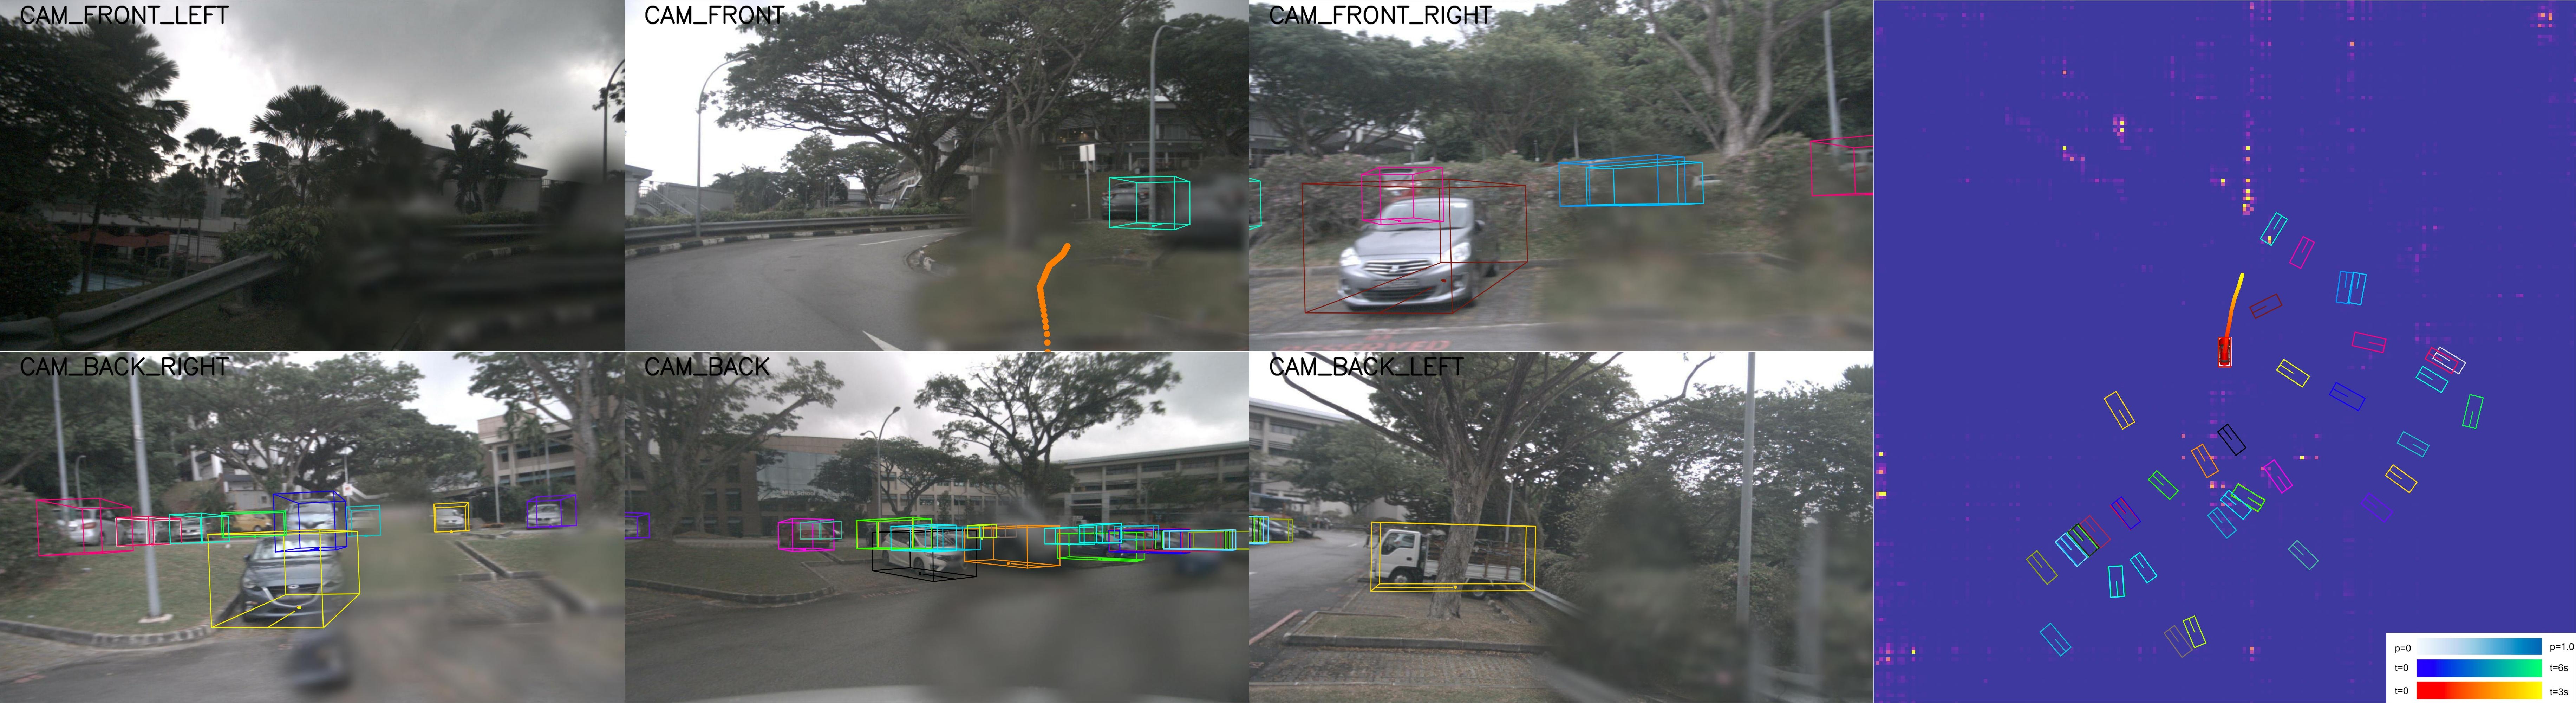 CAM_FRONT_LEFT
CAM_FRONT
CAM_FRONT_RIGHT
CAM_BACK_RIGHT
CAM_BACK
CAM_BACK_LEFT
p=0 p=1.0
t=0 t=6s
t=0 t=3s